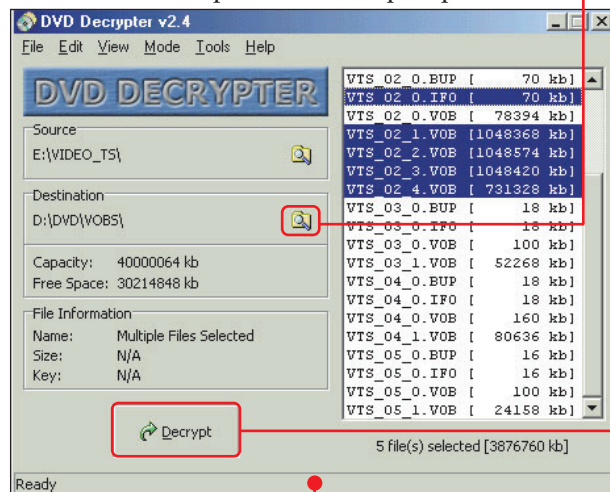 DVD Decrypter v2.4
File Edit View Mode Tools Help
DVD DECRYPTER
Source
E:\VIDEO_TS\
Destination
D:\DVD\VOBS\
Capacity: 40000064 kb
Free Space: 30214848 kb
File Information
Name: Multiple Files Selected
Size: N/A
Key: N/A
Decrypt
VTS_02_0.BUP [ 70 kb]
VTS_02_0.IFO [ 70 kb]
VTS_02_0.VOB [ 78394 kb]
VTS_02_1.VOB [1048368 kb]
VTS_02_2.VOB [1048574 kb]
VTS_02_3.VOB [1048420 kb]
VTS_02_4.VOB [ 731328 kb]
VTS_03_0.BUP [ 18 kb]
VTS_03_0.IFO [ 18 kb]
VTS_03_0.VOB [ 100 kb]
VTS_03_1.VOB [ 52268 kb]
VTS_04_0.BUP [ 18 kb]
VTS_04_0.IFO [ 18 kb]
VTS_04_0.VOB [ 160 kb]
VTS_04_1.VOB [ 80636 kb]
VTS_05_0.BUP [ 16 kb]
VTS_05_0.IFO [ 16 kb]
VTS_05_0.VOB [ 100 kb]
VTS_05_1.VOB [ 24158 kb]
5 file(s) selected [3876760 kb]
Ready